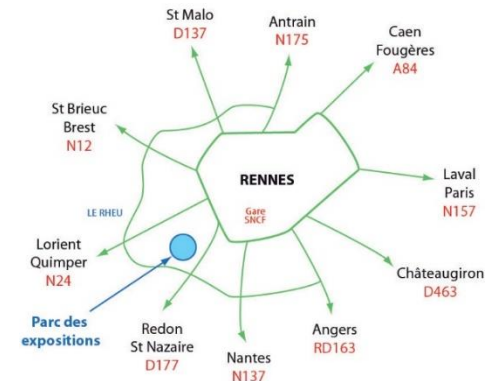 St Malo
D137
Antrain
N175
Caen
Fougères
A84
St Brieuc
Brest
N12
RENNES
Laval
Paris
N157
LE RHEU
Gare
SNCF
Lorient
Quimper
N24
Châteaugiron
D463
Parc des
expositions
Redon
St Nazaire
D177
Nantes
N137
Angers
RD163